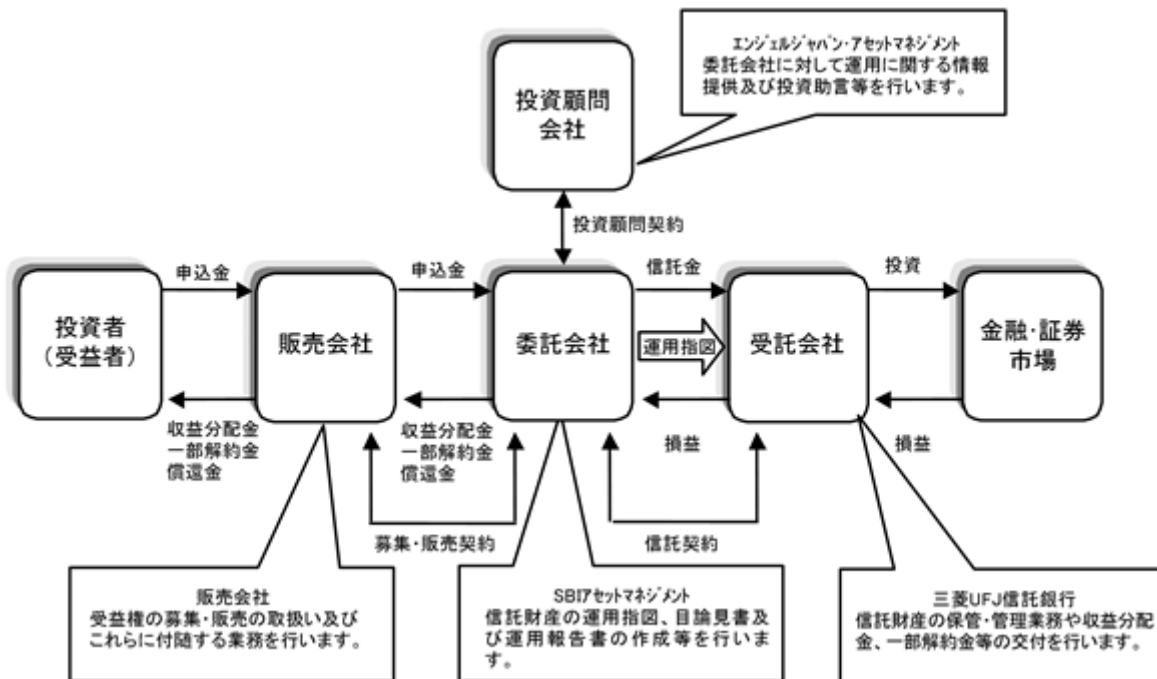 エンジェルジャパン・アセットマネジメント
委託会社に対して運用に関する情報
提供及び投資助言等を行います。
投資顧問
会社
投資顧問契約
申込金
申込金
信託金
投資
投資者
(受益者)
販売会社
委託会社
運用指図
受託会社
金融・証券
市場
収益分配金
一部解約金
償還金
収益分配金
一部解約金
償還金
損益
損益
募集・販売契約
信託契約
販売会社
受益権の募集・販売の取扱い及び
これらに付随する業務を行います。
SBIアセットマネジメント
信託財産の運用指図、目論見書及
び運用報告書の作成等を行いま
す。
三菱UFJ信託銀行
信託財産の保管・管理業務や収益分配
金、一部解約金等の交付を行います。